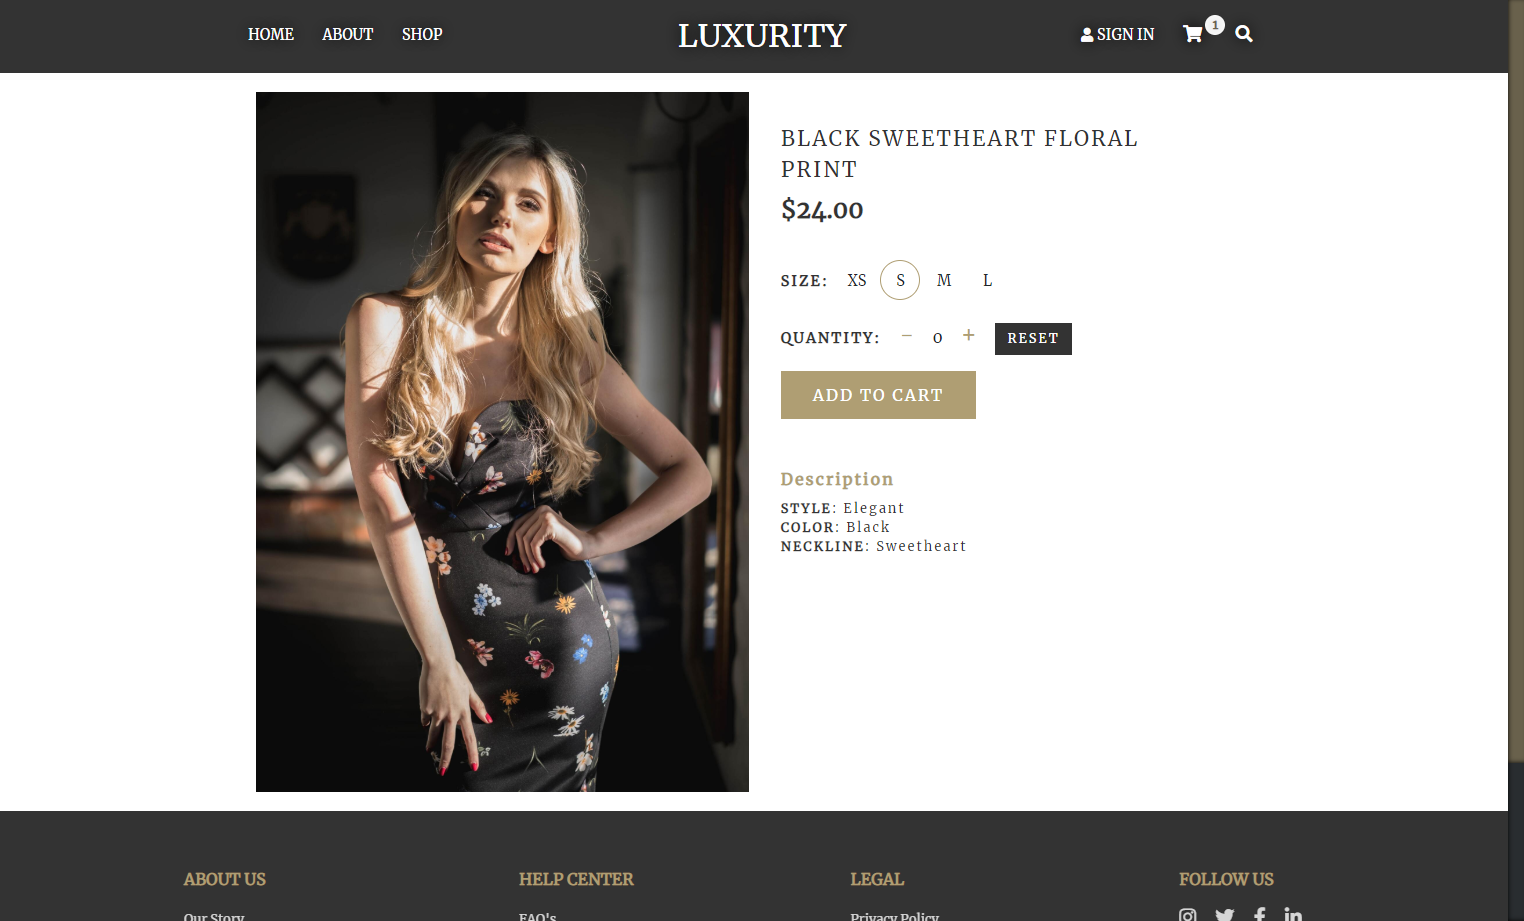 HOME ABOUT SHOP LUXURITY SIGN IN 1
BLACK SWEETHEART FLORAL
PRINT
$24.00
SIZE: XS S M L
QUANTITY: − 0 + RESET
ADD TO CART
Description
STYLE: Elegant
COLOR: Black
NECKLINE: Sweetheart
ABOUT US HELP CENTER LEGAL FOLLOW US
Our Story FAQ's Privacy Policy